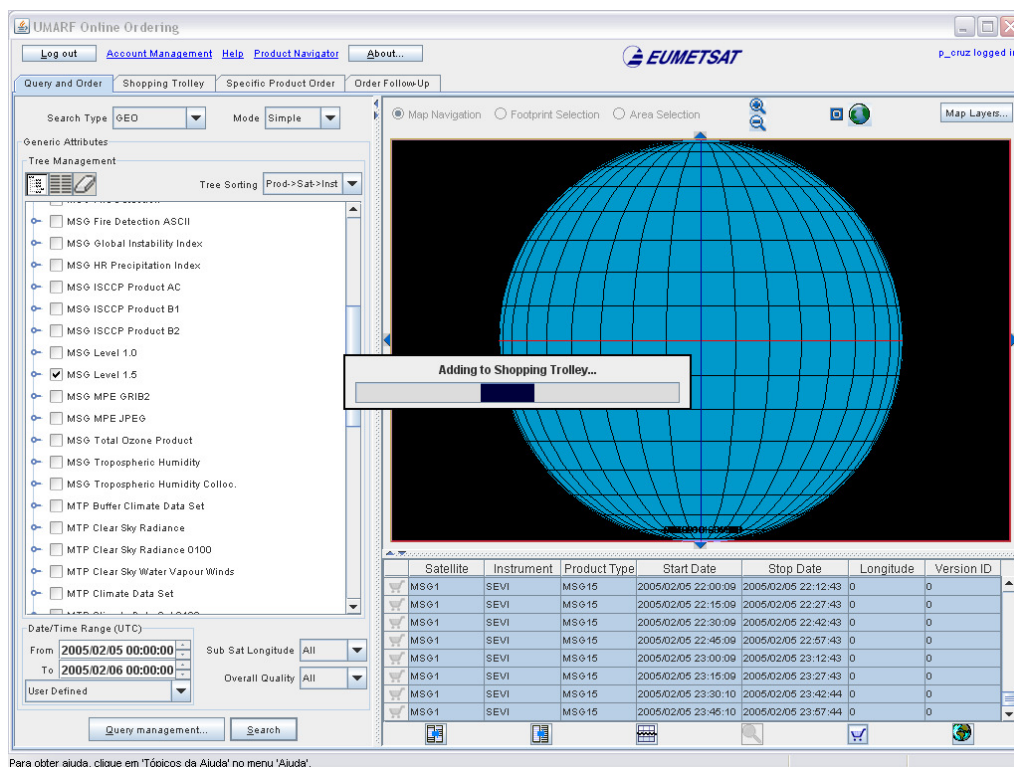 UMARF Online Ordering
Log out Account Management Help Product Navigator About... EUMETSAT p_cruz logged in
Query and Order Shopping Trolley Specific Product Order Order Follow-Up
Search Type GEO Mode Simple
Map Navigation Footprint Selection Area Selection Map Layers...
Generic Attributes
Tree Management
Tree Sorting Prod->Sat->Inst
MSG Fire Detection ASCII
MSG Global Instability Index
MSG HR Precipitation Index
MSG ISCCP Product AC
MSG ISCCP Product B1
MSG ISCCP Product B2
MSG Level 1.0
MSG Level 1.5
MSG MPE GRIB2
MSG MPE JPEG
MSG Total Ozone Product
MSG Tropospheric Humidity
MSG Tropospheric Humidity Colloc.
MTP Buffer Climate Data Set
MTP Clear Sky Radiance
MTP Clear Sky Radiance 0100
MTP Clear Sky Water Vapour Winds
MTP Climate Data Set
Adding to Shopping Trolley...
Date/Time Range (UTC)
From 2005/02/05 00:00:00 Sub Sat Longitude All
To 2005/02/06 00:00:00 Overall Quality All
User Defined
Query management... Search
Satellite Instrument Product Type Start Date Stop Date Longitude Version ID
MSG1 SEVI MSG15 2005/02/05 22:00:09 2005/02/05 22:12:43 0 0
MSG1 SEVI MSG15 2005/02/05 22:15:09 2005/02/05 22:27:43 0 0
MSG1 SEVI MSG15 2005/02/05 22:30:09 2005/02/05 22:42:43 0 0
MSG1 SEVI MSG15 2005/02/05 22:45:09 2005/02/05 22:57:43 0 0
MSG1 SEVI MSG15 2005/02/05 23:00:09 2005/02/05 23:12:43 0 0
MSG1 SEVI MSG15 2005/02/05 23:15:09 2005/02/05 23:27:43 0 0
MSG1 SEVI MSG15 2005/02/05 23:30:10 2005/02/05 23:42:44 0 0
MSG1 SEVI MSG15 2005/02/05 23:45:10 2005/02/05 23:57:44 0 0
Para obter ajuda, clique em 'Tópicos da Ajuda' no menu 'Ajuda'.